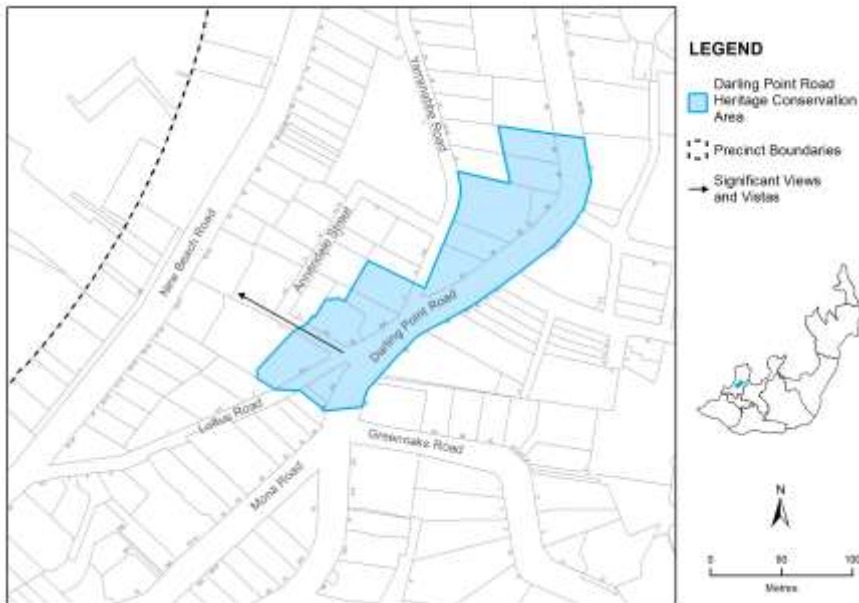 LEGEND
Darling Point Road
Heritage Conservation
Area
Precinct Boundaries
Significant Views
and Vistas
Yarranabbe Road
New Beach Road
Annandale Street
Darling Point Road
Loftus Road
Greenoaks Road
Mona Road
N
0 50 100
Metres